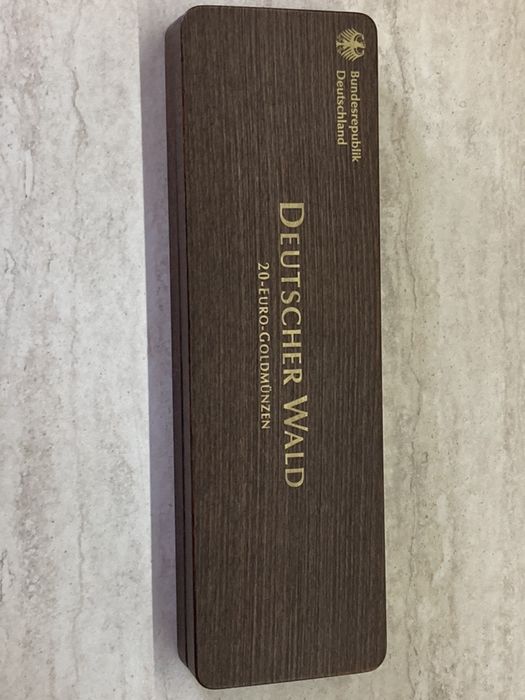 Bundesrepublik
Deutschland
DEUTSCHER WALD
20-EURO-GOLDMÜNZEN